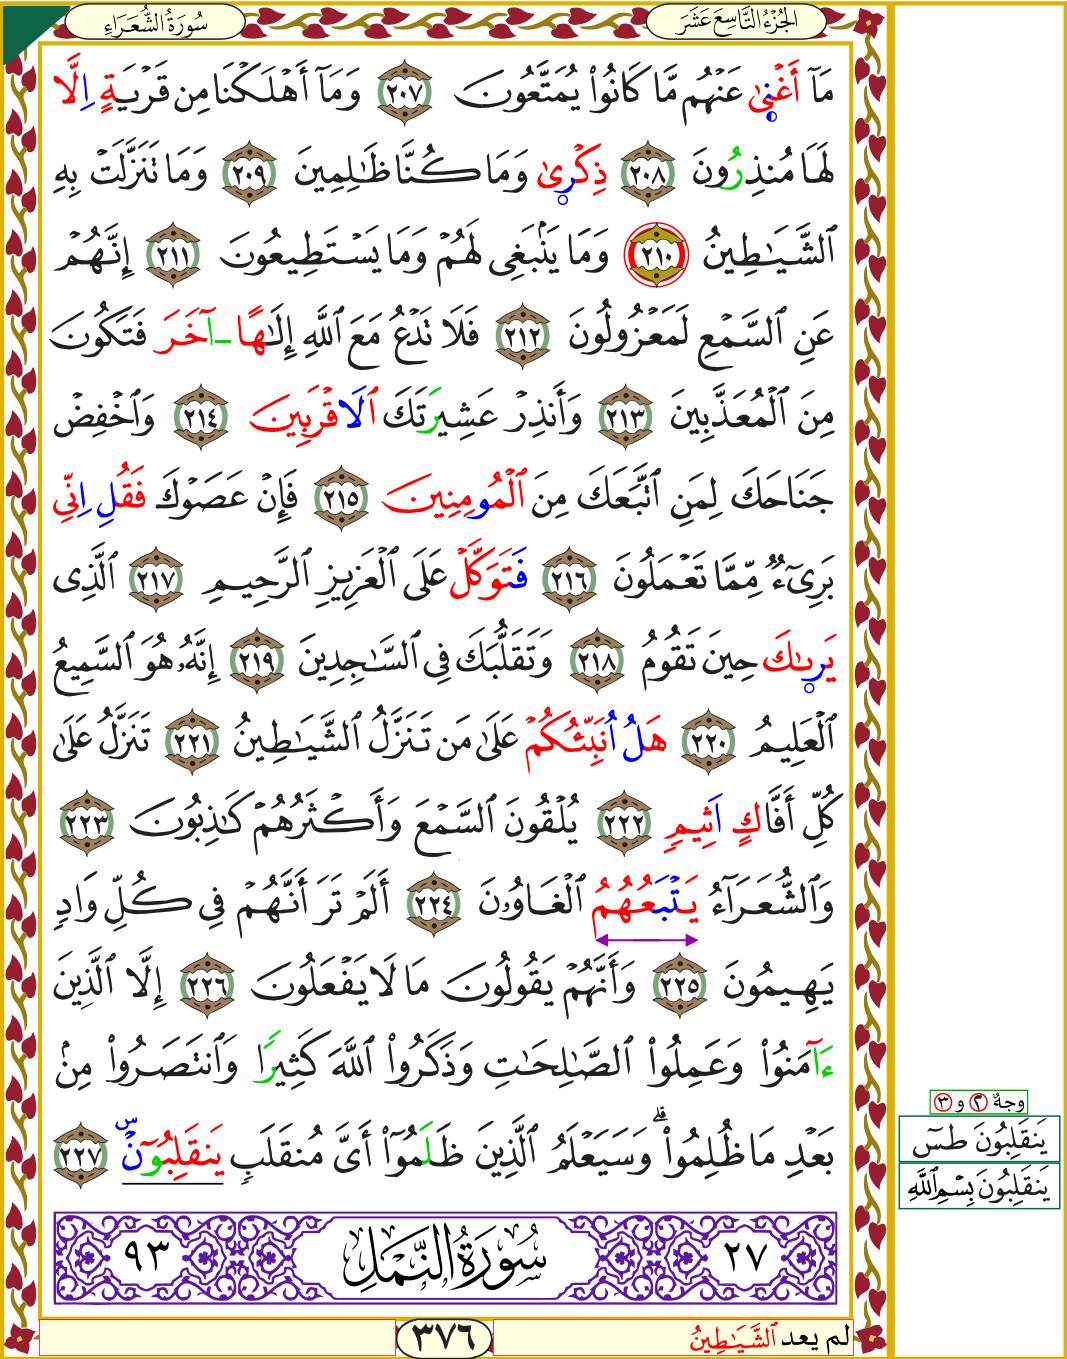 الجُزْءُ التَّاسِعَ عَشَرَ
سُورَةُ الشُّعَرَاءِ
مَآ أَغْنِىٰ عَنْهُم مَّا كَانُوا۟ يُمَتَّعُونَ ٢٠٧ وَمَآ أَهْلَكْنَا مِن قَرْيَةٍ اِلَّا
لَهَا مُنذِرُونَ ٢٠٨ ذِكْرِىٰ وَمَا كُنَّا ظَـٰلِمِينَ ٢٠٩ وَمَا تَنَزَّلَتْ بِهِ
ٱلشَّيَـٰطِينُ ٢١٠ وَمَا يَنۢبَغِى لَهُمْ وَمَا يَسْتَطِيعُونَ ٢١١ إِنَّهُمْ
عَنِ ٱلسَّمْعِ لَمَعْزُولُونَ ٢١٢ فَلَا تَدْعُ مَعَ ٱللَّهِ إِلَـٰهًا ـآخَرَ فَتَكُونَ
مِنَ ٱلْمُعَذَّبِينَ ٢١٣ وَأَنذِرْ عَشِيرَتَكَ ٱلَاقْرَبِينَ ٢١٤ وَٱخْفِضْ
جَنَاحَكَ لِمَنِ ٱتَّبَعَكَ مِنَ ٱلْمُومِنِينَ ٢١٥ فَإِنْ عَصَوْكَ فَقُلِ اِنِّى
بَرِىٓءٌ مِّمَّا تَعْمَلُونَ ٢١٦ فَتَوَكَّلْ عَلَى ٱلْعَزِيزِ ٱلرَّحِيمِ ٢١٧ ٱلَّذِى
يَرِىٰكَ حِينَ تَقُومُ ٢١٨ وَتَقَلُّبَكَ فِى ٱلسَّـٰجِدِينَ ٢١٩ إِنَّهُۥ هُوَ ٱلسَّمِيعُ
ٱلْعَلِيمُ ٢٢٠ هَلُ اُنَبِّئُكُمْ عَلَىٰ مَن تَنَزَّلُ ٱلشَّيَـٰطِينُ ٢٢١ تَنَزَّلُ عَلَىٰ
كُلِّ أَفَّاكٍ اَثِيمٍ ٢٢٢ يُلْقُونَ ٱلسَّمْعَ وَأَكْثَرُهُمْ كَـٰذِبُونَ ٢٢٣
وَٱلشُّعَرَآءُ يَتْبَعُهُمُ ٱلْغَاوُۥنَ ٢٢٤ أَلَمْ تَرَ أَنَّهُمْ فِى كُلِّ وَادٍ
يَهِيمُونَ ٢٢٥ وَأَنَّهُمْ يَقُولُونَ مَا لَا يَفْعَلُونَ ٢٢٦ إِلَّا ٱلَّذِينَ
ءَآمَنُوا۟ وَعَمِلُوا۟ ٱلصَّـٰلِحَـٰتِ وَذَكَرُوا۟ ٱللَّهَ كَثِيرًا وَٱنتَصَرُوا۟ مِنۢ
بَعْدِ مَا ظُلِمُوا۟ ۗ وَسَيَعْلَمُ ٱلَّذِينَ ظَلَمُوٓا۟ أَىَّ مُنقَلَبٍ يَنقَلِبُوٓنَ ۜ ٢٢٧
وجهٌ ٢ و ٣
يَنقَلِبُونَ طسٓ
يَنقَلِبُونَ بِسْمِ ٱللَّهِ
٢٧ سُورَةُ النَّمْلِ ٩٣
لم يعد ٱلشَّيَـٰطِينُ
٣٧٦